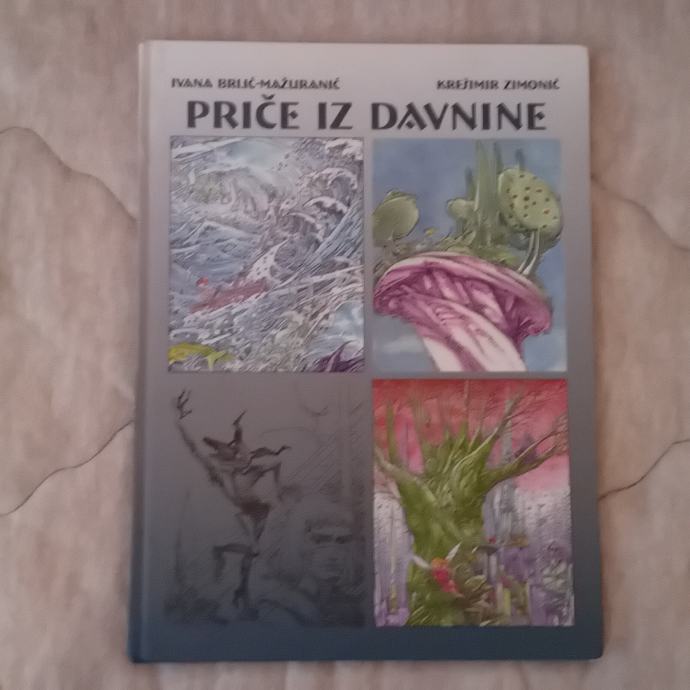 IVANA BRLIĆ-MAŽURANIĆ
KREŠIMIR ZIMONIĆ
PRIČE IZ DAVNINE